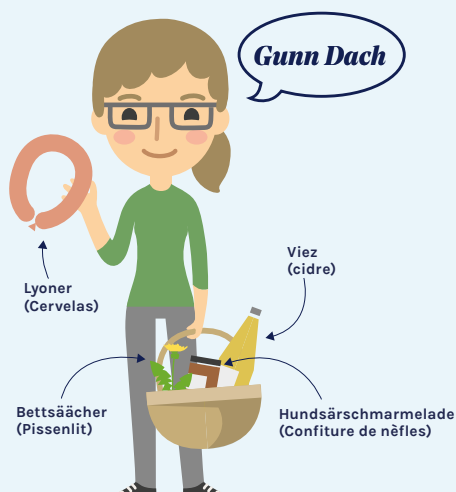 Gunn Dach
Viez
(cidre)
Lyoner
(Cervelas)
Bettsäächer
(Pissenlit)
Hundsärschmarmelade
(Confiture de nèfles)